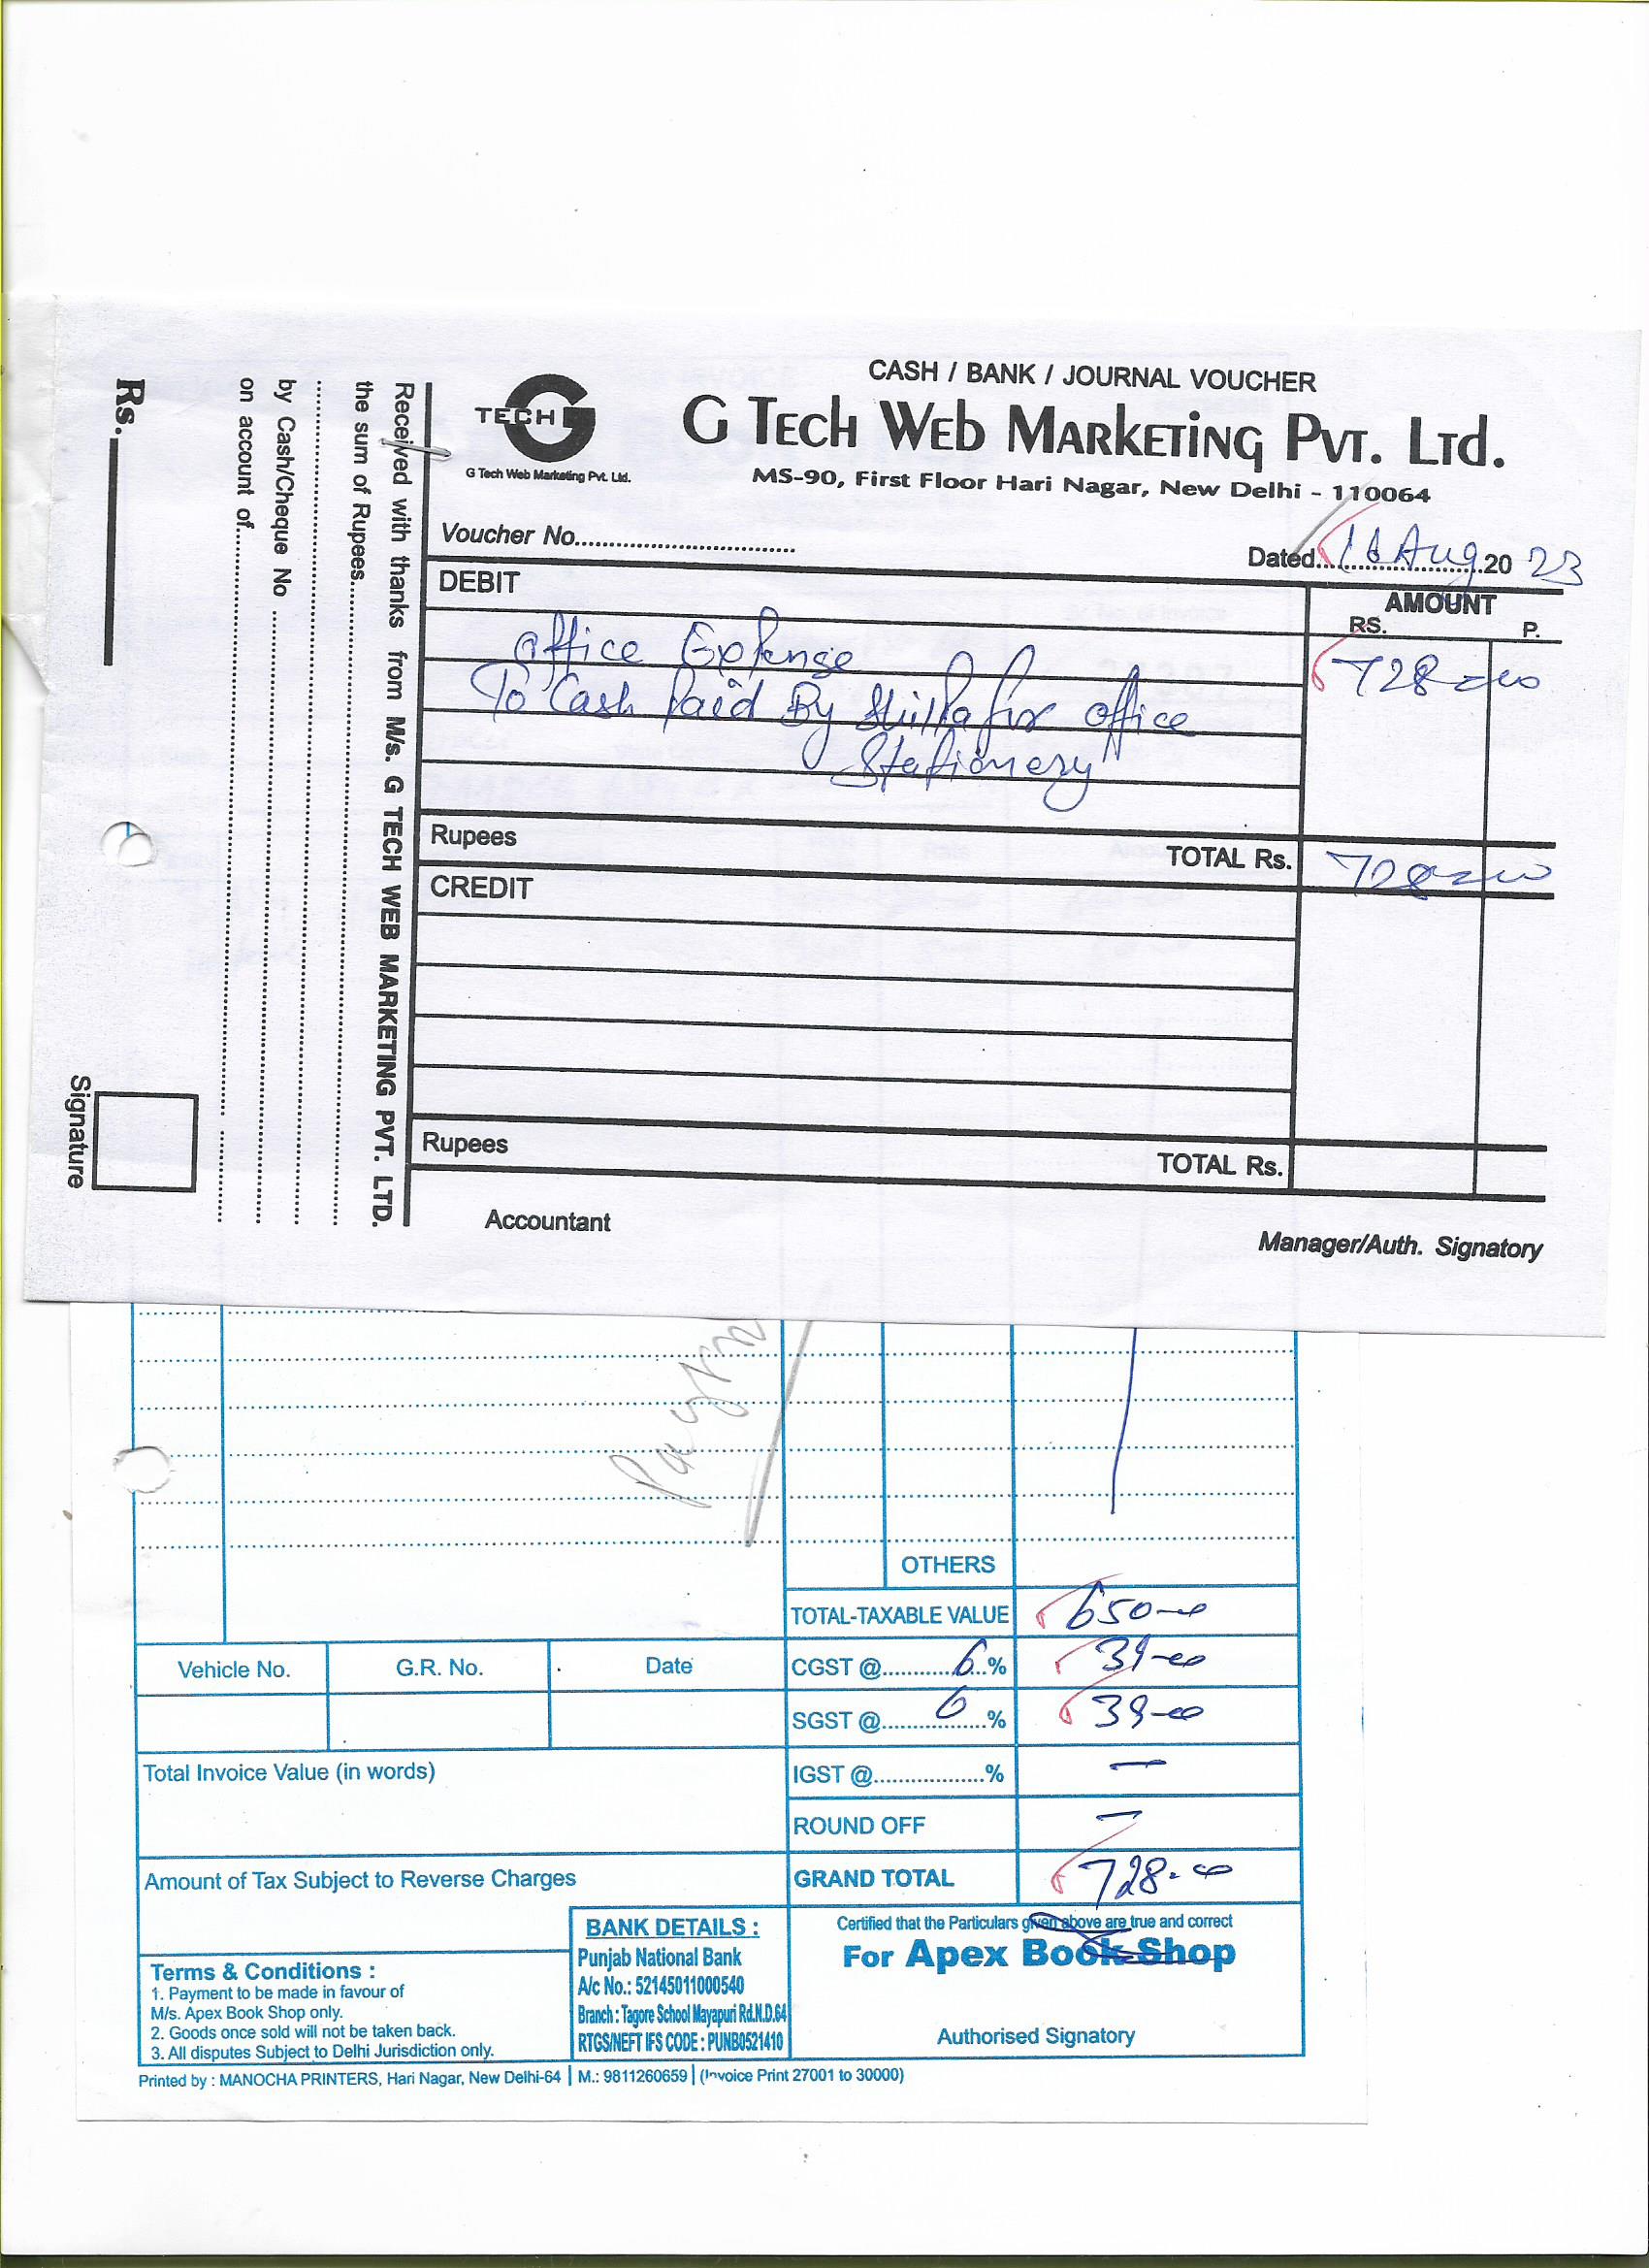 CASH / BANK / JOURNAL VOUCHER
TECH G
G Tech Web Marketing Pvt. Ltd.
G Tech Web Marketing Pvt. Ltd.
MS-90, First Floor Hari Nagar, New Delhi - 110064
Voucher No.
Dated 16 Aug 20 23
DEBIT
AMOUNT
RS. P.
Office Expense 728
To Cash Paid By for office
Stationery
Rupees TOTAL Rs. 728
CREDIT
Rupees TOTAL Rs.
Accountant
Manager/Auth. Signatory
Received with thanks from M/s. G TECH WEB MARKETING PVT. LTD.
the sum of Rupees
by Cash/Cheque No
on account of
Rs.
Signature
OTHERS
TOTAL-TAXABLE VALUE 650-00
Vehicle No. G.R. No. Date
CGST @ 6 % 39-00
SGST @ 6 % 39-00
Total Invoice Value (in words)
IGST @ % —
ROUND OFF —
Amount of Tax Subject to Reverse Charges
GRAND TOTAL 728-00
BANK DETAILS :
Punjab National Bank
A/c No.: 52145011000540
Branch : Tagore School Mayapuri Rd.N.D.64
RTGS/NEFT IFS CODE : PUNB0521410
Certified that the Particulars given above are true and correct
For Apex Book Shop
Authorised Signatory
Terms & Conditions :
1. Payment to be made in favour of
M/s. Apex Book Shop only.
2. Goods once sold will not be taken back.
3. All disputes Subject to Delhi Jurisdiction only.
Printed by : MANOCHA PRINTERS, Hari Nagar, New Delhi-64 | M.: 9811260659 | (Invoice Print 27001 to 30000)